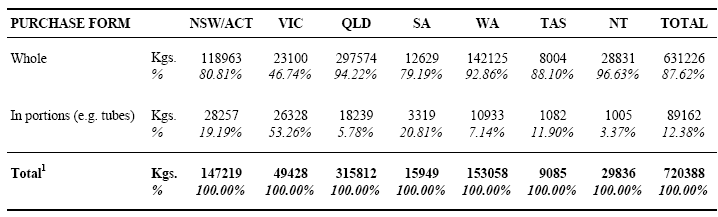 PURCHASE FORM NSW/ACT VIC QLD SA WA TAS NT TOTAL
Whole Kgs. 118963 23100 297574 12629 142125 8004 28831 631226
% 80.81% 46.74% 94.22% 79.19% 92.86% 88.10% 96.63% 87.62%
In portions (e.g. tubes) Kgs. 28257 26328 18239 3319 10933 1082 1005 89162
% 19.19% 53.26% 5.78% 20.81% 7.14% 11.90% 3.37% 12.38%
Total¹ Kgs. 147219 49428 315812 15949 153058 9085 29836 720388
% 100.00% 100.00% 100.00% 100.00% 100.00% 100.00% 100.00% 100.00%